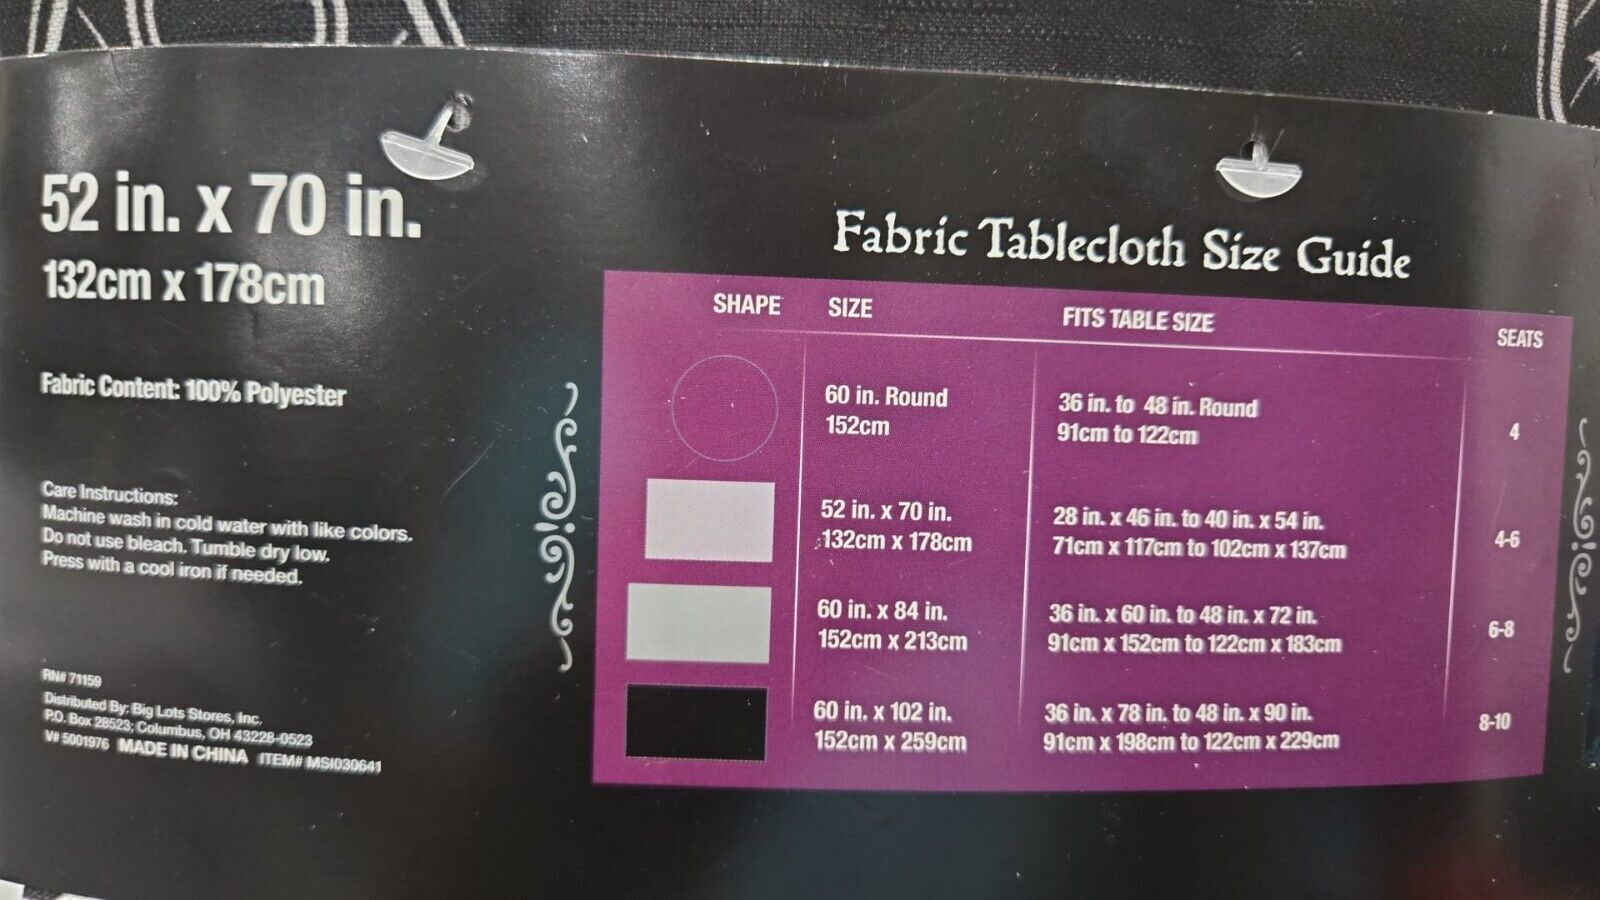 52 in. x 70 in.
132cm x 178cm
Fabric Content: 100% Polyester
Care Instructions:
Machine wash in cold water with like colors.
Do not use bleach. Tumble dry low.
Press with a cool iron if needed.
RN# 71159
Distributed By: Big Lots Stores, Inc.
P.O. Box 28523; Columbus, OH 43228-0523
V# 5001976 MADE IN CHINA ITEM# MSI030641
Fabric Tablecloth Size Guide
SHAPE SIZE FITS TABLE SIZE SEATS
60 in. Round 36 in. to 48 in. Round 4
152cm 91cm to 122cm
52 in. x 70 in. 28 in. x 46 in. to 40 in. x 54 in. 4-6
132cm x 178cm 71cm x 117cm to 102cm x 137cm
60 in. x 84 in. 36 in. x 60 in. to 48 in. x 72 in. 6-8
152cm x 213cm 91cm x 152cm to 122cm x 183cm
60 in. x 102 in. 36 in. x 78 in. to 48 in. x 90 in. 8-10
152cm x 259cm 91cm x 198cm to 122cm x 229cm